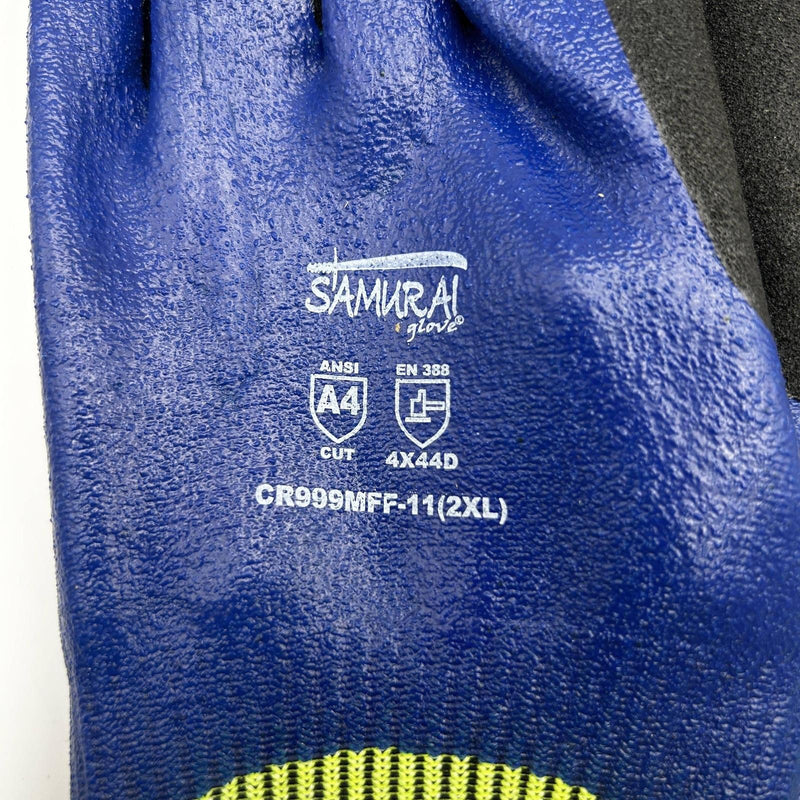 SAMURAI
glove®
ANSI
A4
CUT
EN 388
4X44D
CR999MFF-11(2XL)